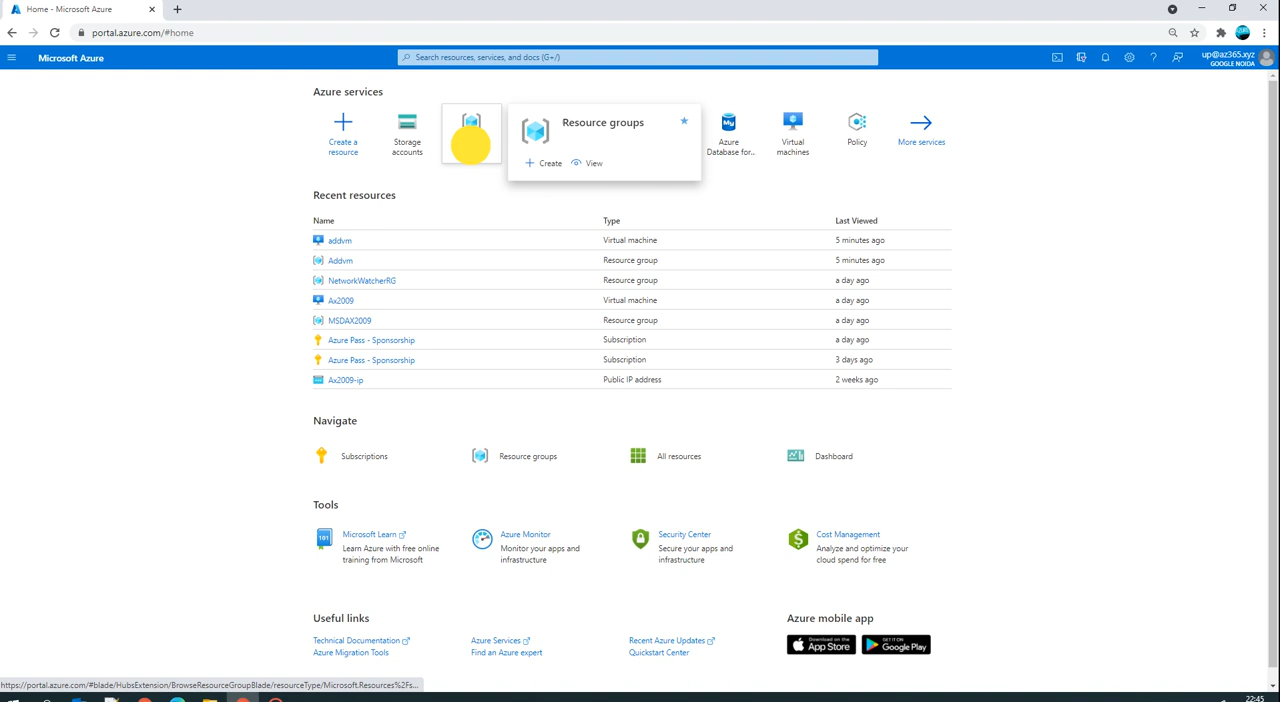 Home - Microsoft Azure
portal.azure.com/#home
Microsoft Azure
Search resources, services, and docs (G+/)
up@az365.xyz
GOOGLE NOIDA
Azure services
Create a
resource
Storage
accounts
Resource groups
Create
View
Azure
Database for..
Virtual
machines
Policy
More services
Recent resources
Name Type Last Viewed
addvm Virtual machine 5 minutes ago
Addvm Resource group 5 minutes ago
NetworkWatcherRG Resource group a day ago
Ax2009 Virtual machine a day ago
MSDAX2009 Resource group a day ago
Azure Pass - Sponsorship Subscription a day ago
Azure Pass - Sponsorship Subscription 3 days ago
Ax2009-ip Public IP address 2 weeks ago
Navigate
Subscriptions Resource groups All resources Dashboard
Tools
101
Microsoft Learn
Learn Azure with free online
training from Microsoft
Azure Monitor
Monitor your apps and
infrastructure
Security Center
Secure your apps and
infrastructure
Cost Management
Analyze and optimize your
cloud spend for free
Useful links
Technical Documentation
Azure Migration Tools
Azure Services
Find an Azure expert
Recent Azure Updates
Quickstart Center
Azure mobile app
Download on the
App Store
GET IT ON
Google Play
https://portal.azure.com/#blade/HubsExtension/BrowseResourceGroupBlade/resourceType/Microsoft.Resources%2Fs...
22:45